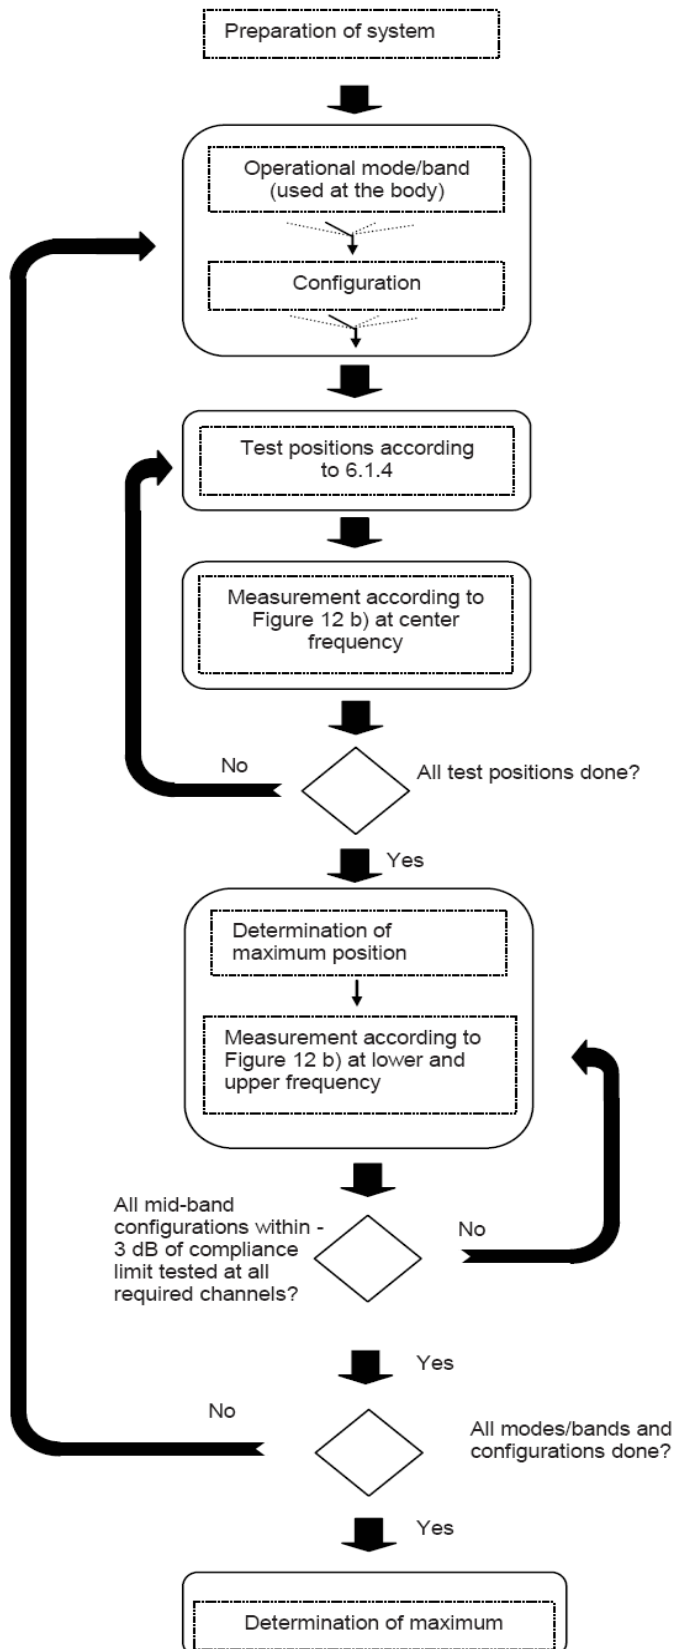 Preparation of system
Operational mode/band
(used at the body)
Configuration
Test positions according
to 6.1.4
Measurement according to
Figure 12 b) at center
frequency
No
All test positions done?
Yes
Determination of
maximum position
Measurement according to
Figure 12 b) at lower and
upper frequency
All mid-band
configurations within -
3 dB of compliance
limit tested at all
required channels?
No
Yes
No
All modes/bands and
configurations done?
Yes
Determination of maximum